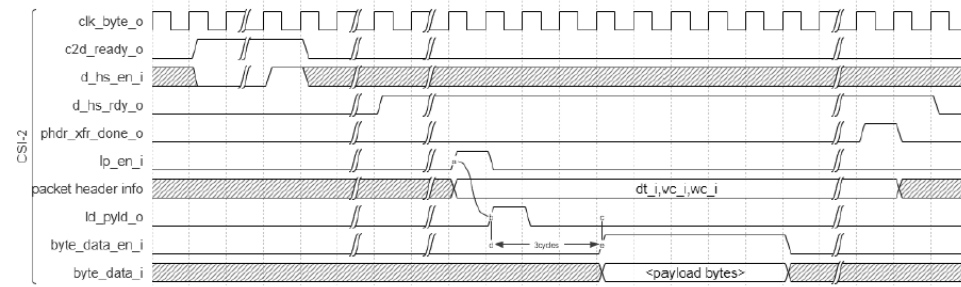 clk_byte_o
c2d_ready_o
d_hs_en_i
d_hs_rdy_o
phdr_xfr_done_o
lp_en_i
packet header info
dt_i,vc_i,wc_i
ld_pyld_o
byte_data_en_i
3cycles
byte_data_i
<payload bytes>
CSI-2